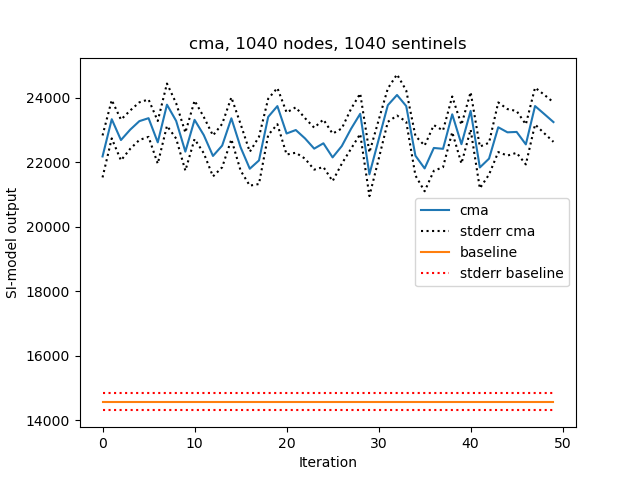 cma, 1040 nodes, 1040 sentinels
24000
22000
20000
18000
16000
14000
SI-model output
cma
stderr cma
baseline
stderr baseline
0
10
20
30
40
50
Iteration